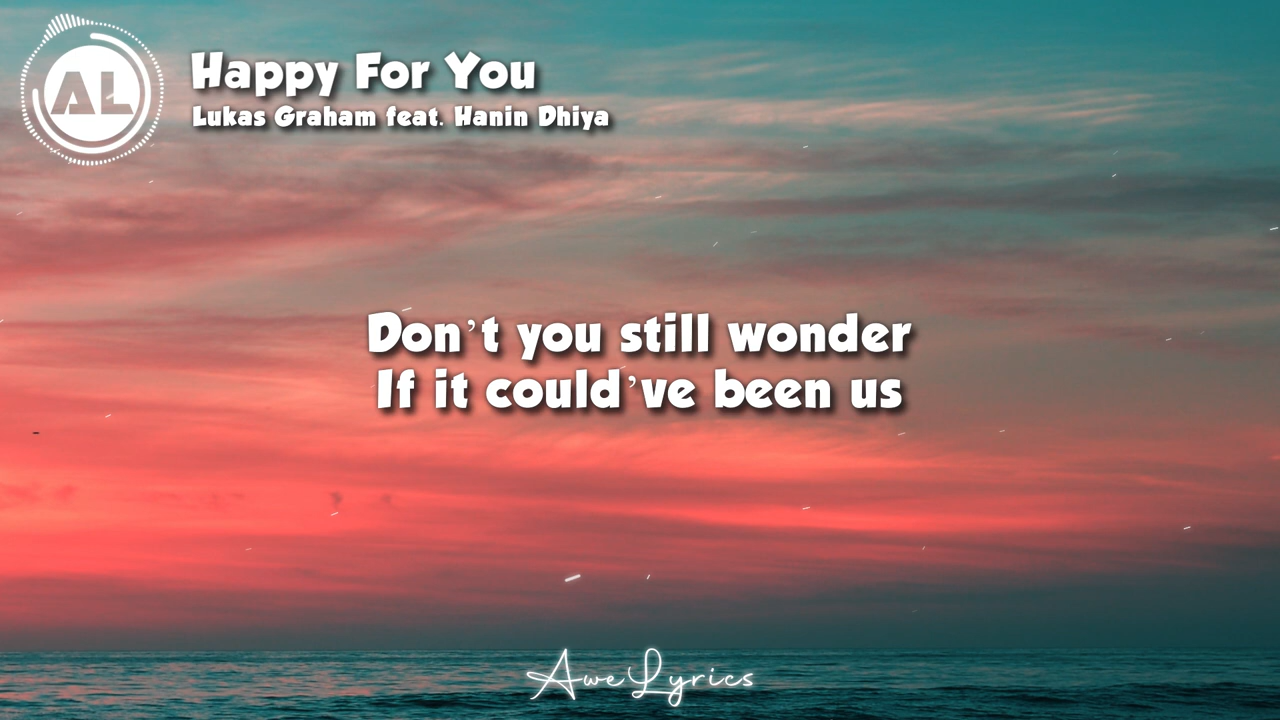 AL
Happy For You
Lukas Graham feat. Hanin Dhiya
Don't you still wonder
If it could've been us
AweLyrics